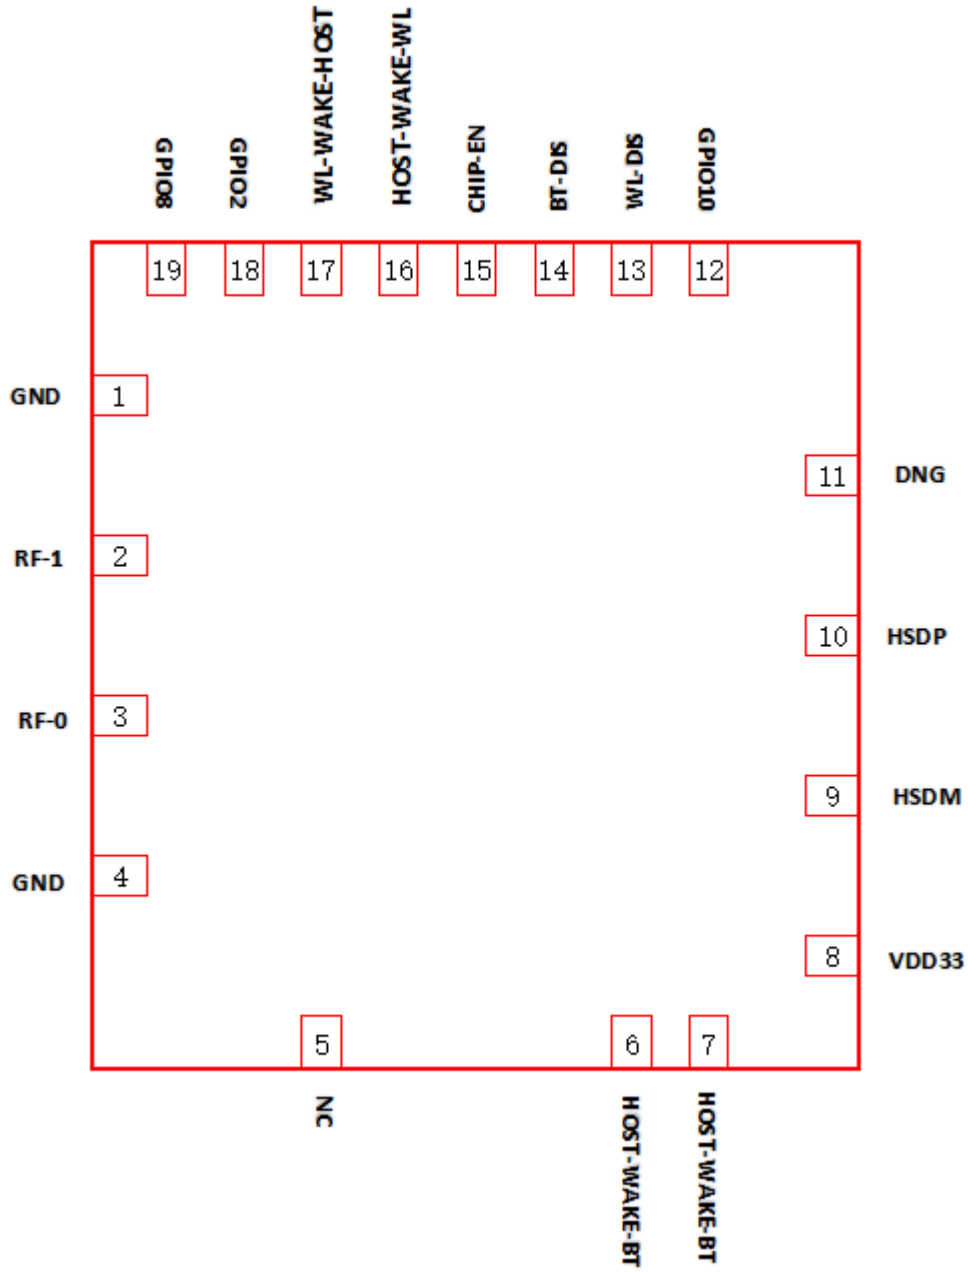 WL-WAKE-HOST
HOST-WAKE-WL
GPIO8
GPIO2
CHIP-EN
BT-DIS
WL-DIS
GPIO10
19
18
17
16
15
14
13
12
GND
1
11
DNG
RF-1
2
10
HSDP
RF-0
3
9
HSDM
GND
4
8
VDD33
5
6
7
NC
HOST-WAKE-BT
HOST-WAKE-BT